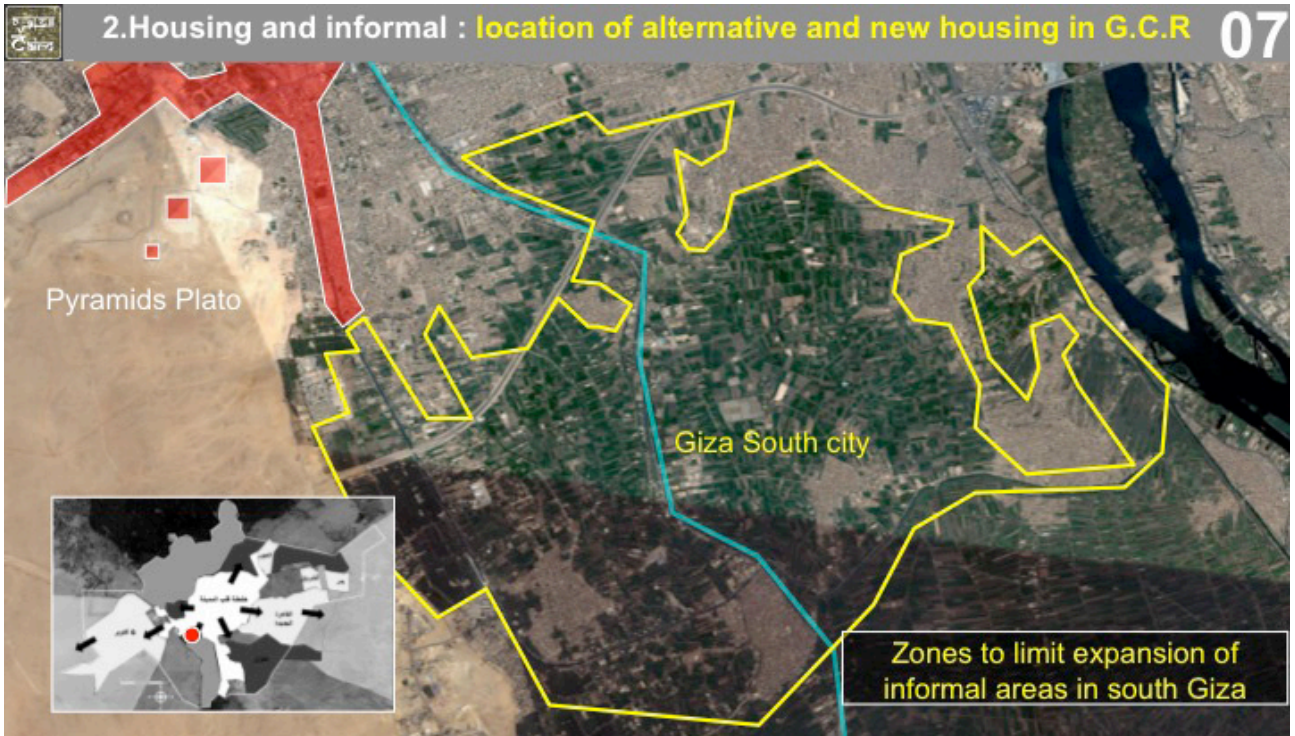 2.Housing and informal : location of alternative and new housing in G.C.R
07
Pyramids Plato
Giza South city
Zones to limit expansion of
informal areas in south Giza